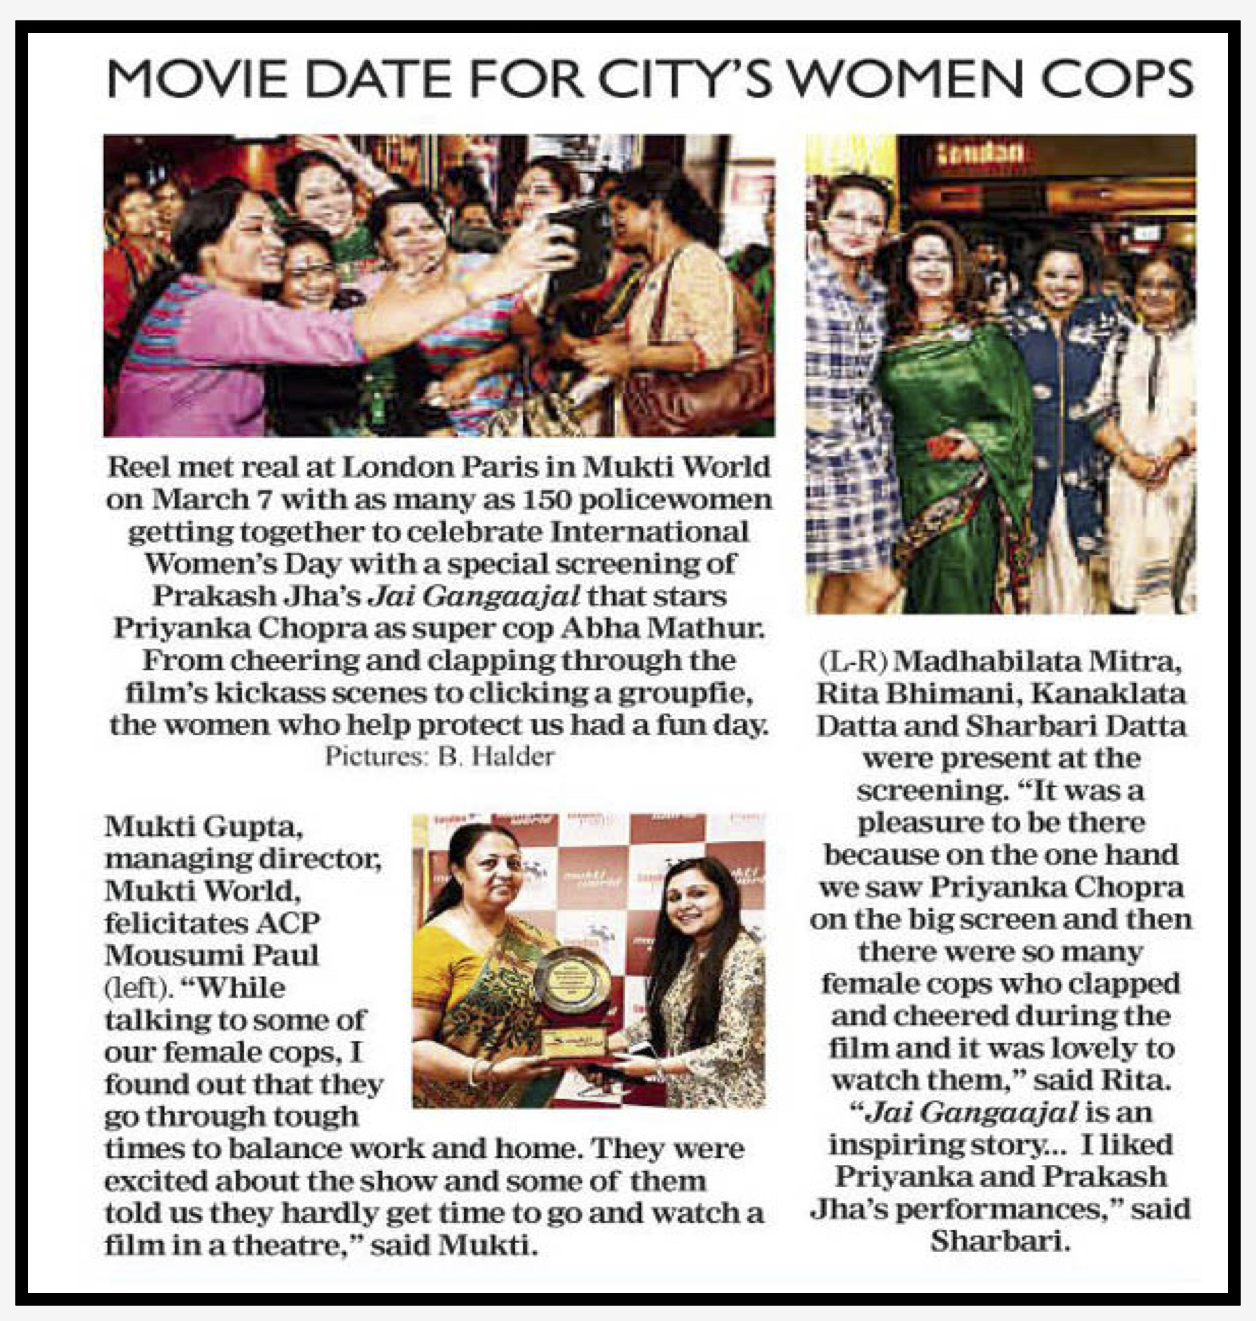 MOVIE DATE FOR CITY'S WOMEN COPS
London
Reel met real at London Paris in Mukti World
on March 7 with as many as 150 policewomen
getting together to celebrate International
Women's Day with a special screening of
Prakash Jha's Jai Gangaajal that stars
Priyanka Chopra as super cop Abha Mathur.
From cheering and clapping through the
film's kickass scenes to clicking a groupfie,
the women who help protect us had a fun day.
Pictures: B. Halder
Mukti Gupta,
managing director,
Mukti World,
felicitates ACP
Mousumi Paul
(left). “While
talking to some of
our female cops, I
found out that they
go through tough
times to balance work and home. They were
excited about the show and some of them
told us they hardly get time to go and watch a
film in a theatre,” said Mukti.
mukti
world
(L-R) Madhabilata Mitra,
Rita Bhimani, Kanaklata
Datta and Sharbari Datta
were present at the
screening. “It was a
pleasure to be there
because on the one hand
we saw Priyanka Chopra
on the big screen and then
there were so many
female cops who clapped
and cheered during the
film and it was lovely to
watch them,” said Rita.
“Jai Gangaajal is an
inspiring story... I liked
Priyanka and Prakash
Jha's performances,” said
Sharbari.